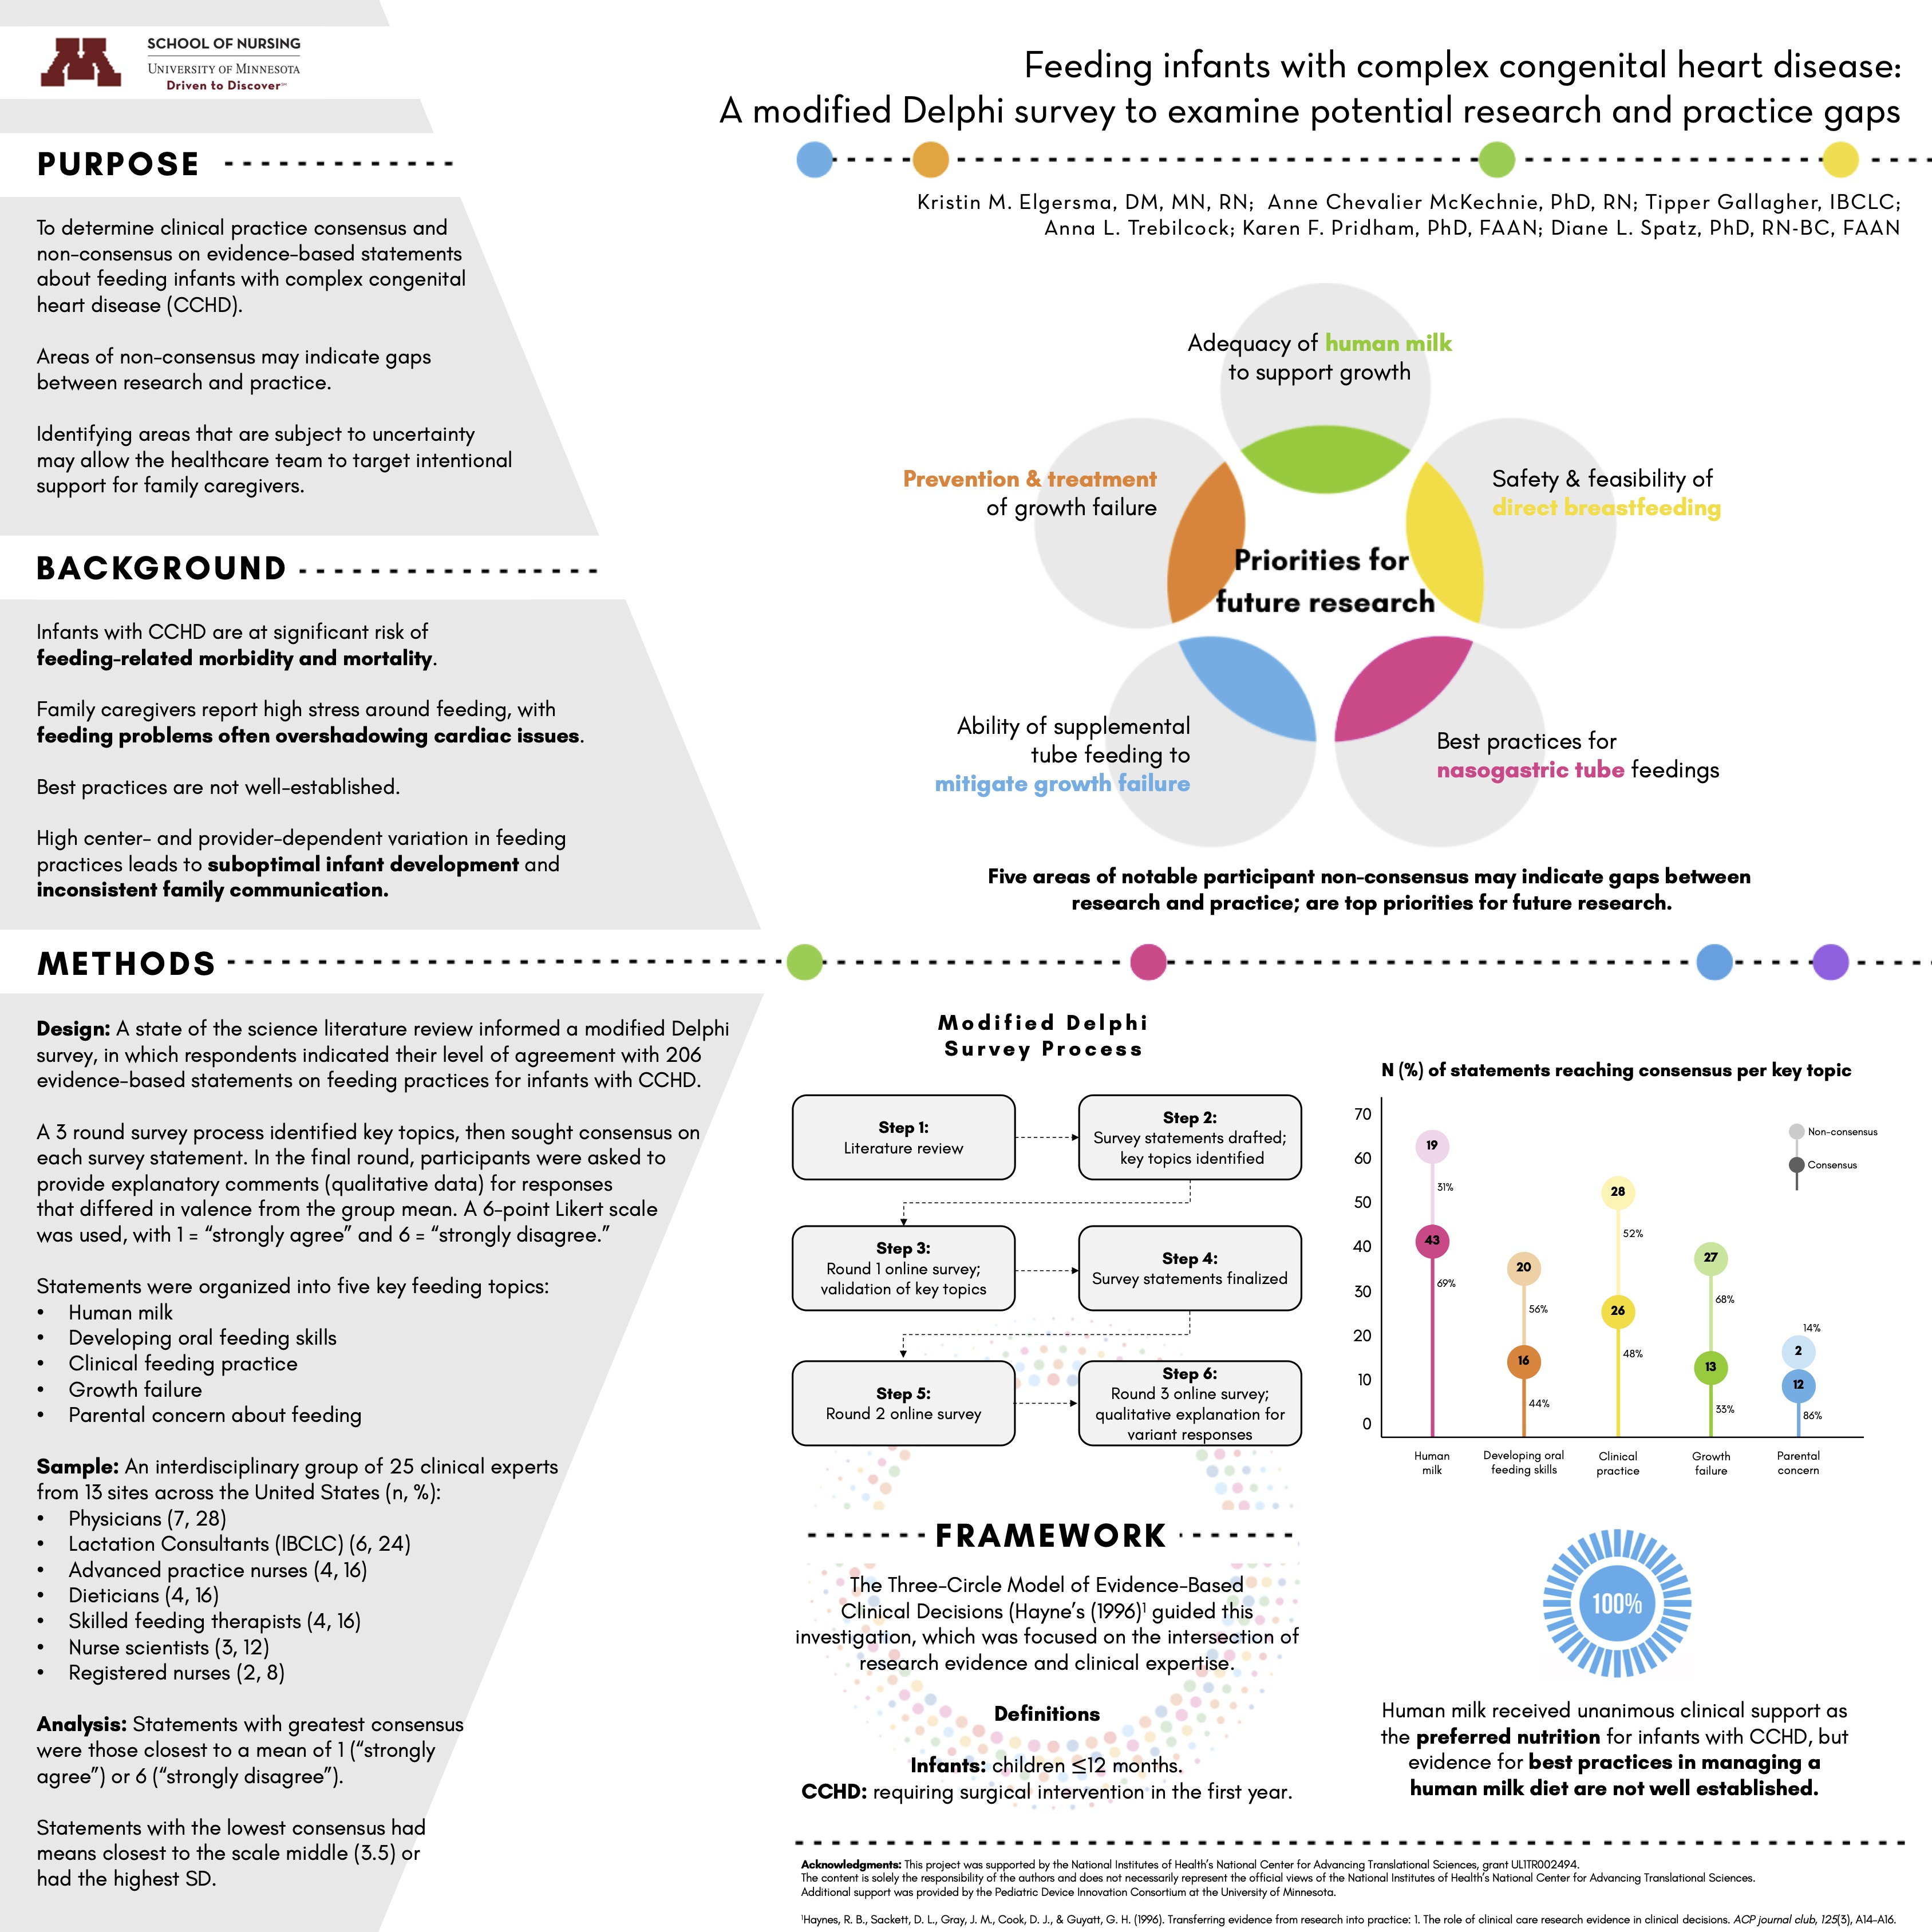 SCHOOL OF NURSING
UNIVERSITY OF MINNESOTA
Driven to Discover℠
Feeding infants with complex congenital heart disease:
A modified Delphi survey to examine potential research and practice gaps
Kristin M. Elgersma, DM, MN, RN; Anne Chevalier McKechnie, PhD, RN; Tipper Gallagher, IBCLC;
Anna L. Trebilcock; Karen F. Pridham, PhD, FAAN; Diane L. Spatz, PhD, RN-BC, FAAN
PURPOSE
To determine clinical practice consensus and
non-consensus on evidence-based statements
about feeding infants with complex congenital
heart disease (CCHD).
Areas of non-consensus may indicate gaps
between research and practice.
Identifying areas that are subject to uncertainty
may allow the healthcare team to target intentional
support for family caregivers.
BACKGROUND
Infants with CCHD are at significant risk of
feeding-related morbidity and mortality.
Family caregivers report high stress around feeding, with
feeding problems often overshadowing cardiac issues.
Best practices are not well-established.
High center- and provider-dependent variation in feeding
practices leads to suboptimal infant development and
inconsistent family communication.
Adequacy of human milk
to support growth
Prevention & treatment
of growth failure
Safety & feasibility of
direct breastfeeding
Priorities for
future research
Ability of supplemental
tube feeding to
mitigate growth failure
Best practices for
nasogastric tube feedings
Five areas of notable participant non-consensus may indicate gaps between
research and practice; are top priorities for future research.
METHODS
Design: A state of the science literature review informed a modified Delphi
survey, in which respondents indicated their level of agreement with 206
evidence-based statements on feeding practices for infants with CCHD.
A 3 round survey process identified key topics, then sought consensus on
each survey statement. In the final round, participants were asked to
provide explanatory comments (qualitative data) for responses
that differed in valence from the group mean. A 6-point Likert scale
was used, with 1 = “strongly agree” and 6 = “strongly disagree.”
Statements were organized into five key feeding topics:
• Human milk
• Developing oral feeding skills
• Clinical feeding practice
• Growth failure
• Parental concern about feeding
Sample: An interdisciplinary group of 25 clinical experts
from 13 sites across the United States (n, %):
• Physicians (7, 28)
• Lactation Consultants (IBCLC) (6, 24)
• Advanced practice nurses (4, 16)
• Dieticians (4, 16)
• Skilled feeding therapists (4, 16)
• Nurse scientists (3, 12)
• Registered nurses (2, 8)
Analysis: Statements with greatest consensus
were those closest to a mean of 1 (“strongly
agree”) or 6 (“strongly disagree”).
Statements with the lowest consensus had
means closest to the scale middle (3.5) or
had the highest SD.
Modified Delphi
Survey Process
Step 1:
Literature review
Step 2:
Survey statements drafted;
key topics identified
Step 3:
Round 1 online survey;
validation of key topics
Step 4:
Survey statements finalized
Step 5:
Round 2 online survey
Step 6:
Round 3 online survey;
qualitative explanation for
variant responses
N (%) of statements reaching consensus per key topic
70
60
50
40
30
20
10
0
Non-consensus
Consensus
19
31%
43
69%
20
56%
16
44%
28
52%
26
48%
27
68%
13
33%
14%
2
12
86%
Human
milk
Developing oral
feeding skills
Clinical
practice
Growth
failure
Parental
concern
FRAMEWORK
The Three-Circle Model of Evidence-Based
Clinical Decisions (Hayne’s (1996)¹ guided this
investigation, which was focused on the intersection of
research evidence and clinical expertise.
Definitions
Infants: children ≤12 months.
CCHD: requiring surgical intervention in the first year.
100%
Human milk received unanimous clinical support as
the preferred nutrition for infants with CCHD, but
evidence for best practices in managing a
human milk diet are not well established.
Acknowledgments: This project was supported by the National Institutes of Health’s National Center for Advancing Translational Sciences, grant UL1TR002494.
The content is solely the responsibility of the authors and does not necessarily represent the official views of the National Institutes of Health’s National Center for Advancing Translational Sciences.
Additional support was provided by the Pediatric Device Innovation Consortium at the University of Minnesota.
¹Haynes, R. B., Sackett, D. L., Gray, J. M., Cook, D. J., & Guyatt, G. H. (1996). Transferring evidence from research into practice: 1. The role of clinical care research evidence in clinical decisions. ACP journal club, 125(3), A14–A16.